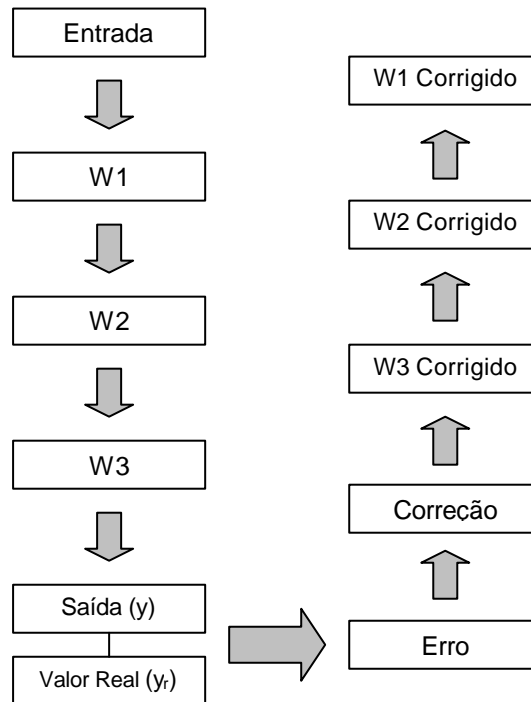 Entrada
W1
W2
W3
Saída (y)
Valor Real (yᵣ)
Erro
Correção
W3 Corrigido
W2 Corrigido
W1 Corrigido